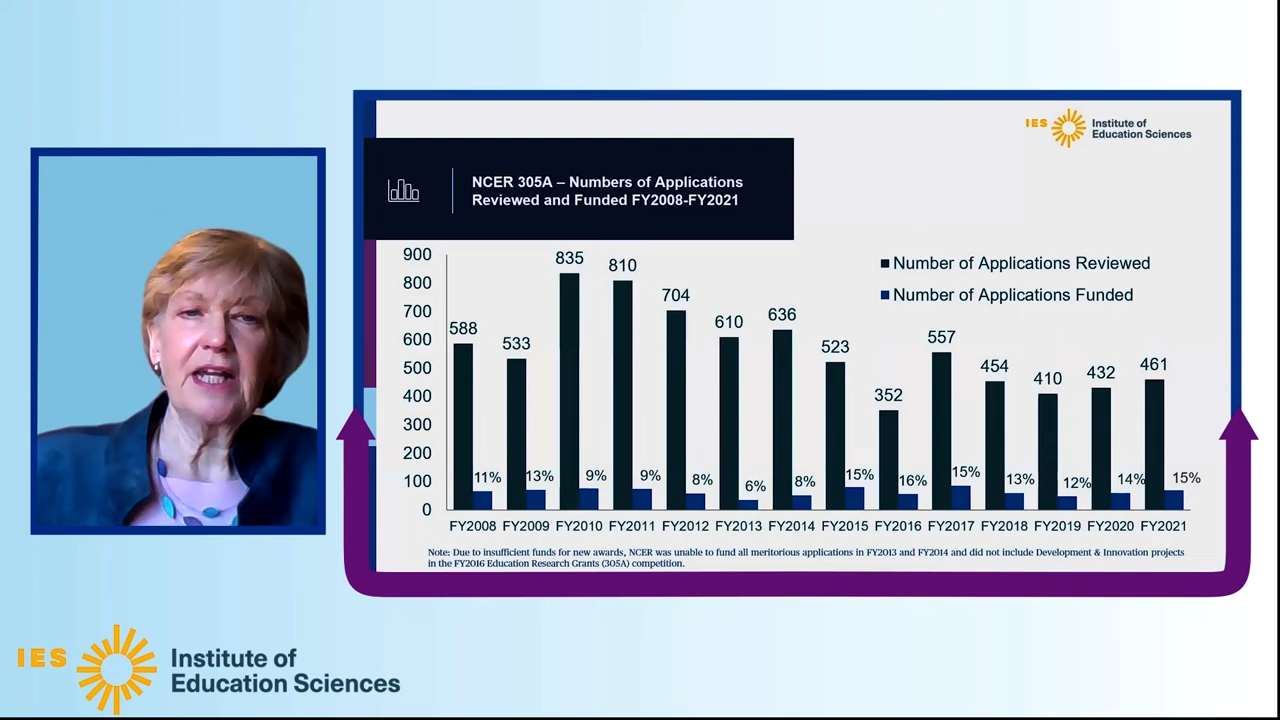 IES
Institute of
Education Sciences
NCER 305A – Numbers of Applications
Reviewed and Funded FY2008-FY2021
Number of Applications Reviewed
Number of Applications Funded
900
800
700
600
500
400
300
200
100
0
588
533
835
810
704
610
636
523
352
557
454
410
432
461
11%
13%
9%
9%
8%
6%
8%
15%
16%
15%
13%
12%
14%
15%
FY2008 FY2009 FY2010 FY2011 FY2012 FY2013 FY2014 FY2015 FY2016 FY2017 FY2018 FY2019 FY2020 FY2021
Note: Due to insufficient funds for new awards, NCER was unable to fund all meritorious applications in FY2013 and FY2014 and did not include Development & Innovation projects
in the FY2016 Education Research Grants (305A) competition.
IES
Institute of
Education Sciences